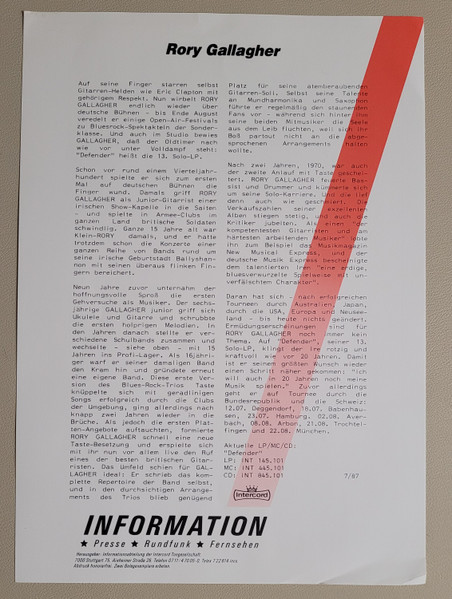 Rory Gallagher
Auf seine Finger starren selbst
Gitarren-Helden wie Eric Clapton mit
gehörigem Respekt. Nun wirbelt RORY
GALLAGHER endlich wieder über
deutsche Bühnen - bis Ende August
veredelt er einige Open-Air-Festivals
zu Bluesrock-Spektakeln der Sonder-
klasse. Und auch im Studio bewies
GALLAGHER, daß der Oldtimer nach
wie vor unter Volldampf steht:
"Defender" heißt die 13. Solo-LP.
Schon vor rund einem Vierteljahr-
hundert spielte er sich zum ersten
Mal auf deutschen Bühnen die
Finger wund. Damals griff RORY
GALLAGHER als Junior-Gitarrist einer
irischen Show-Kapelle in die Saiten
- und spielte in Armee-Clubs im
ganzen Land britische Soldaten
schwindlig. Ganze 15 Jahre alt war
Klein-RORY damals, und er hatte
trotzdem schon die Konzerte einer
ganzen Reihe von Bands rund um
seine irische Geburtstadt Ballyshan-
non mit seinen überaus flinken Fin-
gern bereichert.
Neun Jahre zuvor unternahm der
hoffnungsvolle Sproß die ersten
Gehversuche als Musiker. Der sechs-
jährige GALLAGHER junior griff sich
Ukulele und Gitarre und schrubbte
die ersten holprigen Melodien. In
den Jahren danach stellte er ver-
schiedene Schulbands zusammen und
wechselte - siehe oben - mit 15
Jahren ins Profi-Lager. Als 16jähri-
ger warf er seiner damaligen Band
den Krem hin und gründete erneut
eine eigene Band. Diese erste Ver-
sion des Blues-Rock-Trios Taste
knüppelte sich mit geradlinigen
Songs erfolgreich durch die Clubs
der Umgebung, ging allerdings nach
knapp zwei Jahren wieder in die
Brüche. Als jedoch die ersten Plat-
ten-Angebote auftauchten, formierte
RORY GALLAGHER schnell eine neue
Taste-Besetzung und erspielte sich
mit ihr nun vor allem live den Ruf
eines der besten britischen Gitar-
risten. Das Umfeld schien für GAL-
LAGHER ideal: Er schrieb das kom-
plette Repertoire der Band selbst,
und in den durchsichtigen Arrange-
ments des Trios blieb genügend
Platz für seine atemberaubenden
Gitarren-Soli. Selbst seine Talente
an Mundharmonika und Saxophon
führte er regelmäßig den staunenden
Fans vor - während sich hinter ihm
seine beiden Mitmusiker die Seele
aus dem Leib fluchten, weil sich ihr
Boß partout nicht an die abge-
sprochenen Arrangements halten
wollte.
Nach zwei Jahren, 1970, war auch
der zweite Anlauf mit Taste geschei-
tert. RORY GALLAGHER feuerte Bas-
sist und Drummer und kümmerte sich
um seine Solo-Karriere, und die lief
denn auch wie geschmiert. Die
Verkaufszahlen seiner exzellenten
Alben stiegen stetig, und auch die
Kritiker jubelten. Als einen "der
kompetentesten Gitarristen und am
härtesten arbeitenden Musiker" pries
ihn zum Beispiel das Musikmagazin
New Musical Express, und der
deutsche Musik Express bescheinigte
dem talentierten Iren "eine erdige,
bluesverwurzelte Spielweise mit un-
verfälschtem Charakter".
Daran hat sich - nach erfolgreichen
Tourneen durch Australien, Japan,
durch die USA, Europa und Neusee-
land - bis heute nichts geändert.
Ermüdungserscheinungen sind für
RORY GALLAGHER noch immer kein
Thema. Auf "Defender", seiner 13.
Solo-LP, klingt der Ire rotzig und
kraftvoll wie vor 20 Jahren. Damit
ist er seinem größten Wunsch wieder
einen Schritt näher gekommen: "Ich
will auch in 20 Jahren noch meine
Musik spielen." Zuvor allerdings
geht er auf Tournee durch die
Bundesrepublik und die Schweiz:
12.07. Deggendorf, 18.07. Babenhau-
sen, 23.07. Hamburg, 02.08. Auer-
bach, 08.08. Arbon, 21.08. Trochtel-
fingen und 22.08. München.
Aktuelle LP/MC/CD:
"Defender"
LP: INT 145.101
MC: INT 445.101
CD: INT 845.101
7/87
Intercord
INFORMATION
★ Presse ★ Rundfunk ★ Fernsehen
Herausgeber: Informationsabteilung der Intercord Tongesellschaft